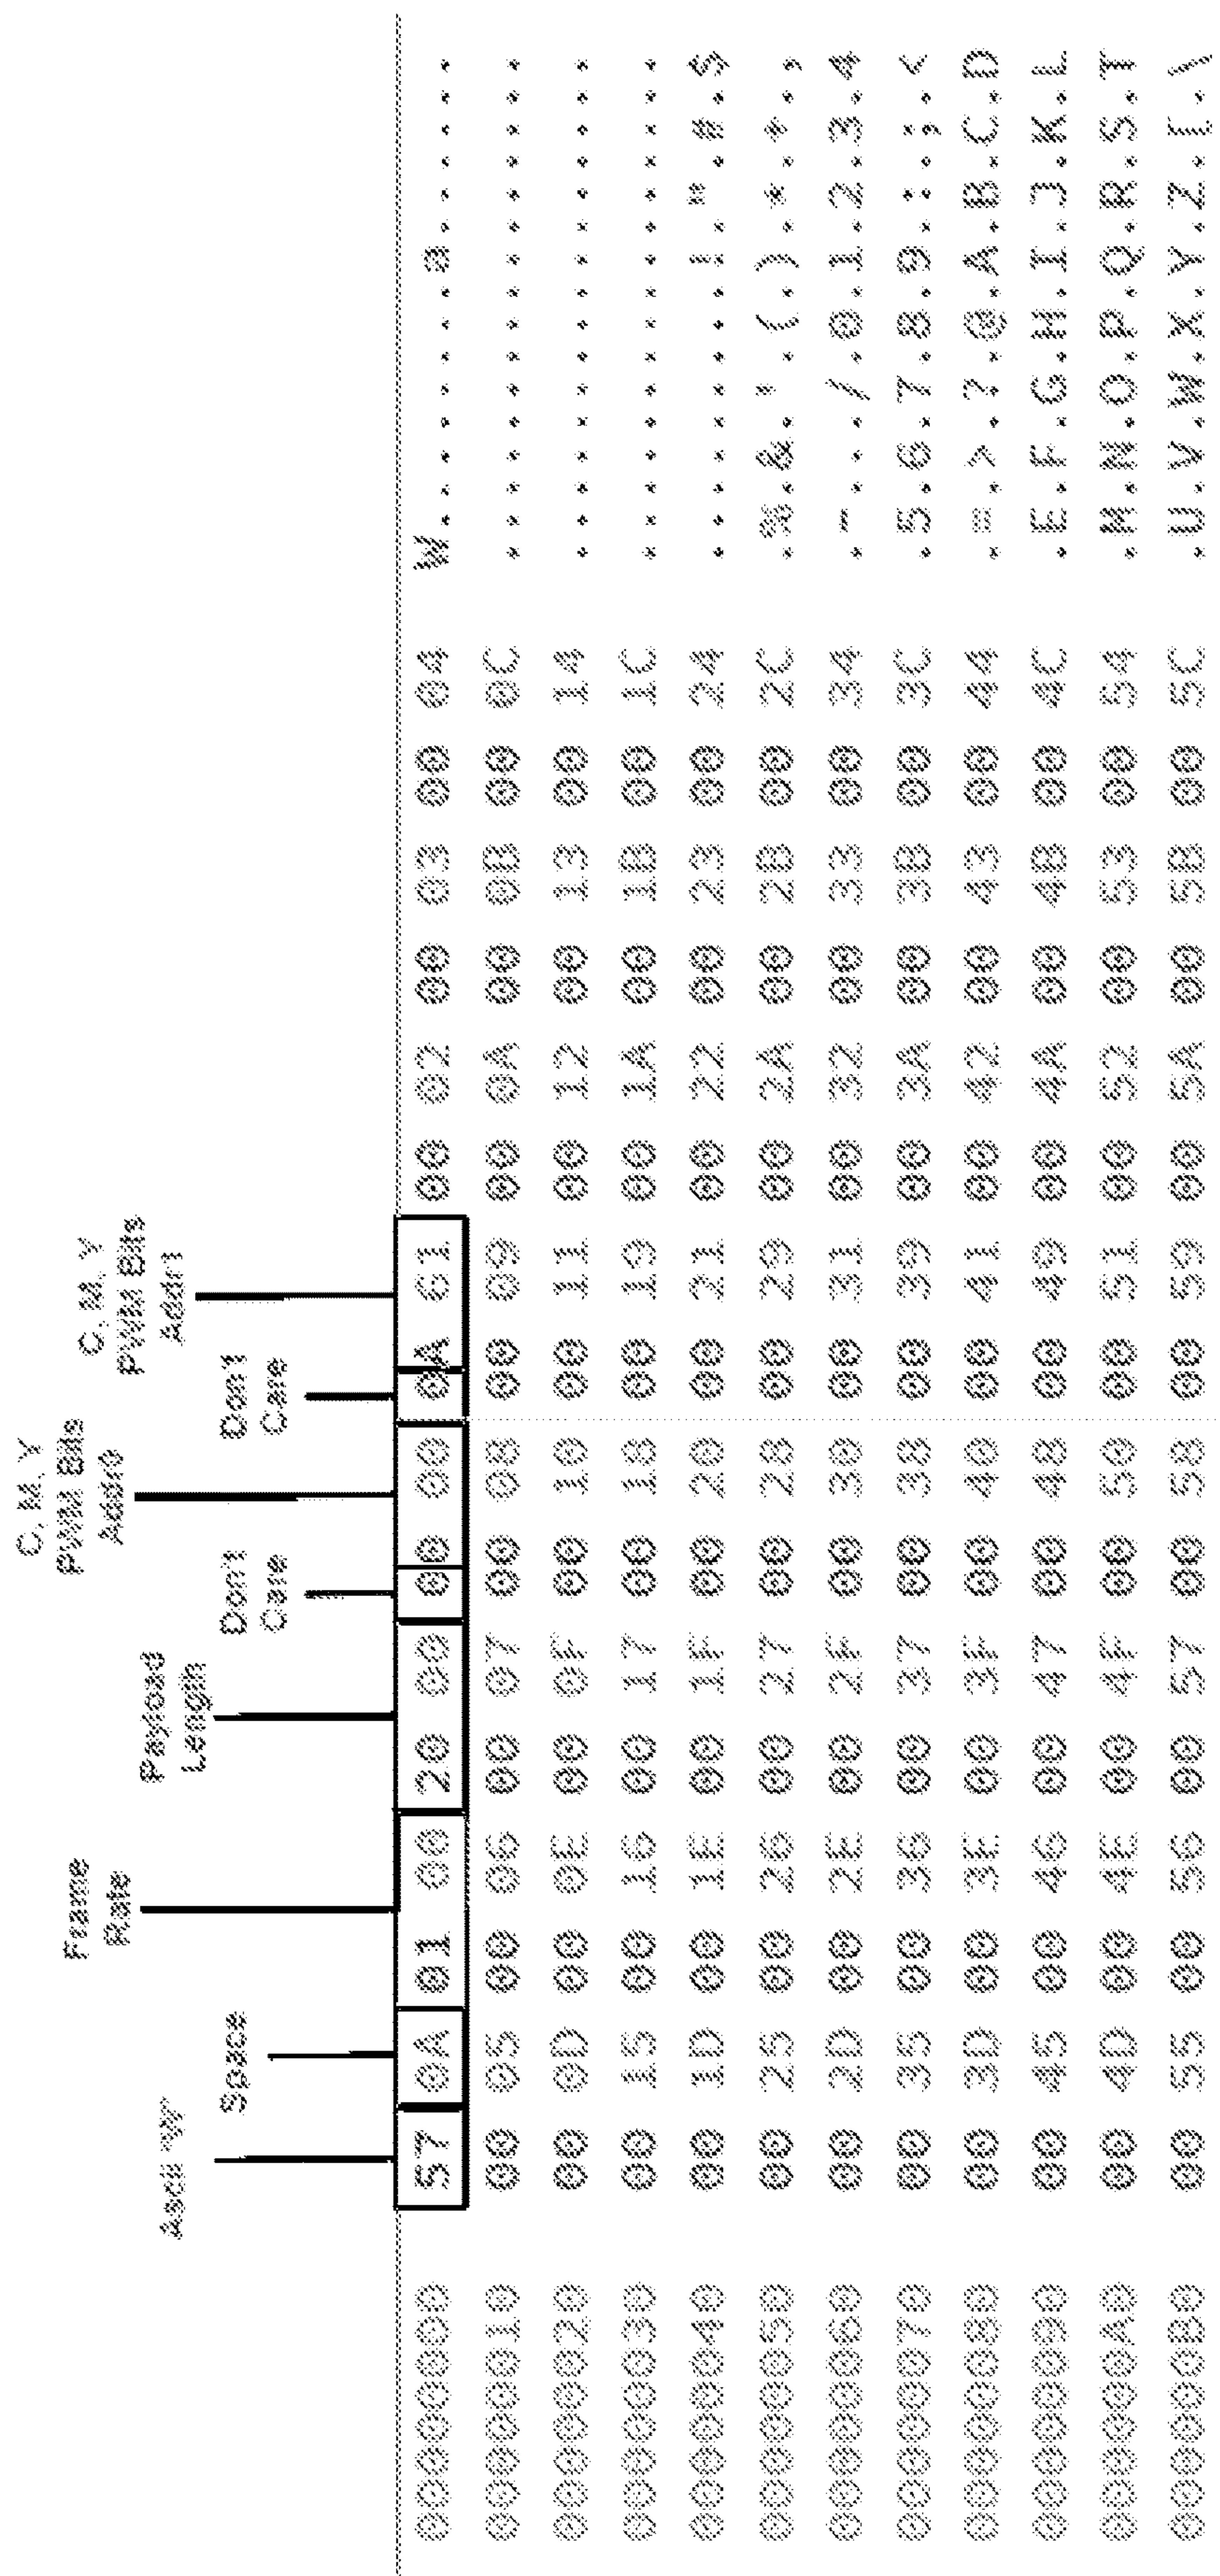 Ascii "W"
Space
Frame
Rate
Payload
Length
Don't
Care
C, M, Y
PWM Bits
Addr0
Don't
Care
C, M, Y
PWM Bits
Addr1
00000000 57 0A 01 00 20 00 00 00 0A 61 00 02 00 03 00 04 W... ....a......
00000010 00 05 00 06 00 07 00 08 00 09 00 0A 00 0B 00 0C ................
00000020 00 0D 00 0E 00 0F 00 10 00 11 00 12 00 13 00 14 ................
00000030 00 15 00 16 00 17 00 18 00 19 00 1A 00 1B 00 1C ................
00000040 00 1D 00 1E 00 1F 00 20 00 21 00 22 00 23 00 24 ....... .!.".#.$
00000050 00 25 00 26 00 27 00 28 00 29 00 2A 00 2B 00 2C .%.&.'.(.).*.+.,
00000060 00 2D 00 2E 00 2F 00 30 00 31 00 32 00 33 00 34 .-.../.0.1.2.3.4
00000070 00 35 00 36 00 37 00 38 00 39 00 3A 00 3B 00 3C .5.6.7.8.9.:.;.<
00000080 00 3D 00 3E 00 3F 00 40 00 41 00 42 00 43 00 44 .=.>.?.@.A.B.C.D
00000090 00 45 00 46 00 47 00 48 00 49 00 4A 00 4B 00 4C .E.F.G.H.I.J.K.L
000000A0 00 4D 00 4E 00 4F 00 50 00 51 00 52 00 53 00 54 .M.N.O.P.Q.R.S.T
000000B0 00 55 00 56 00 57 00 58 00 59 00 5A 00 5B 00 5C .U.V.W.X.Y.Z.[.\